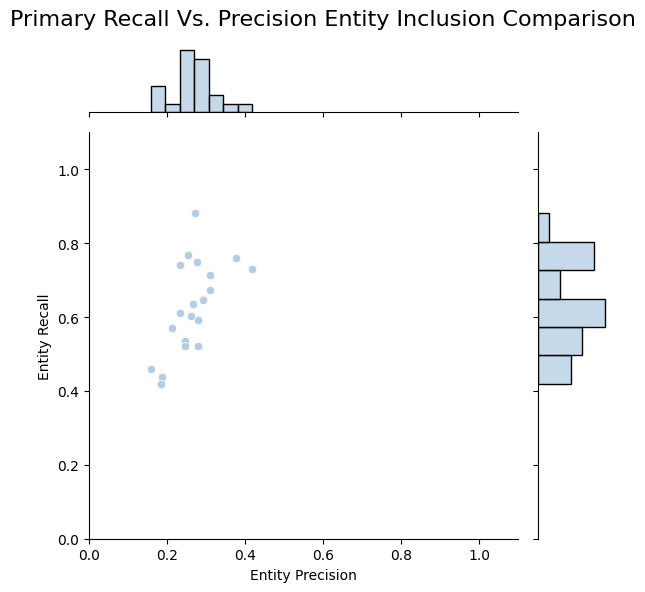 Primary Recall Vs. Precision Entity Inclusion Comparison
1.0
0.8
0.6
0.4
0.2
0.0
Entity Recall
0.0 0.2 0.4 0.6 0.8 1.0
Entity Precision